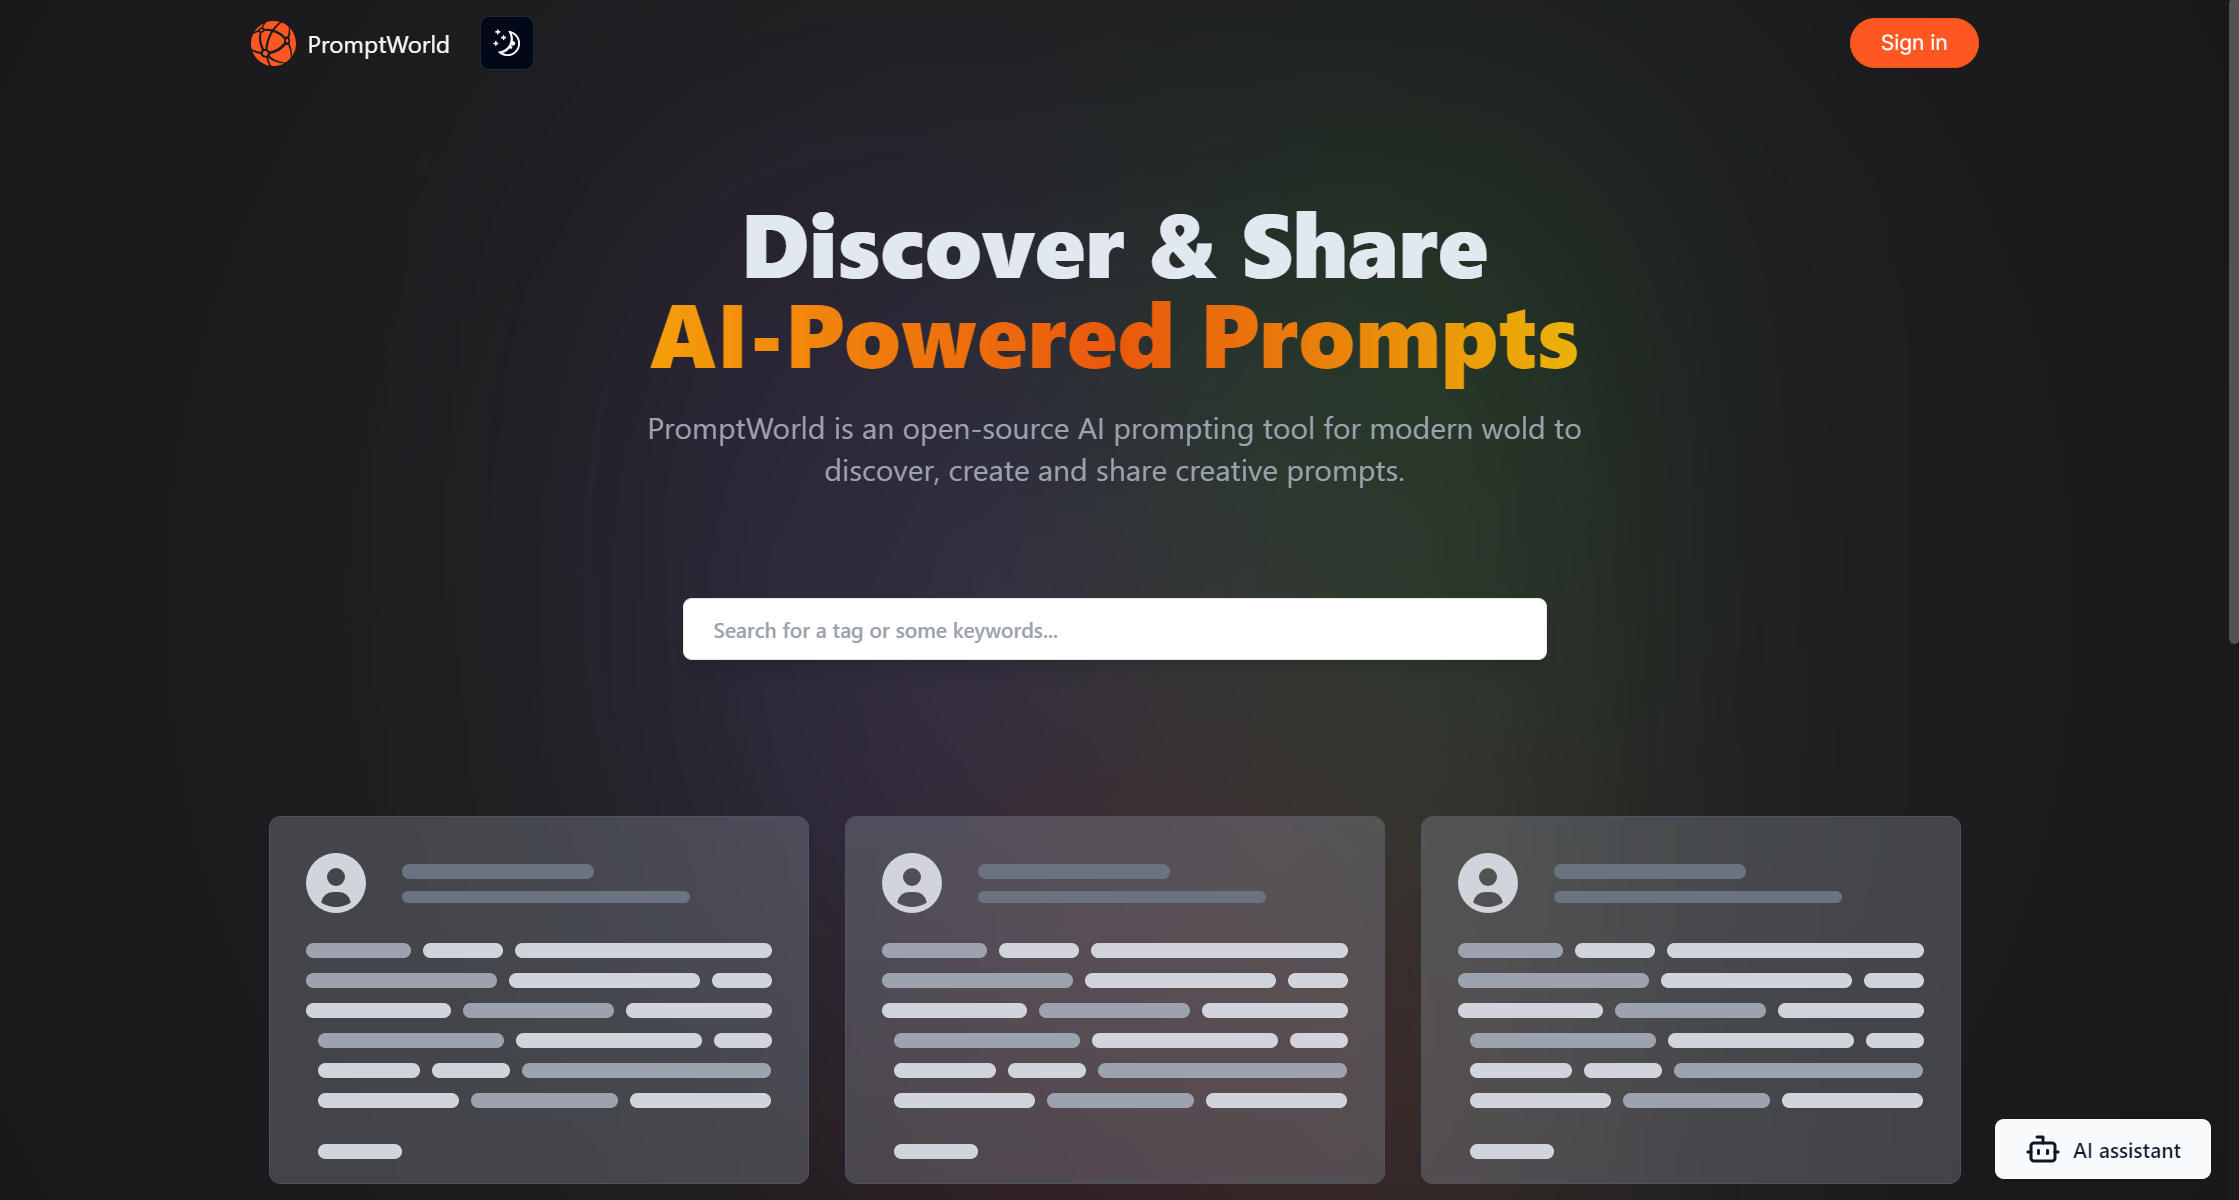 PromptWorld
Sign in
Discover & Share
AI-Powered Prompts
PromptWorld is an open-source AI prompting tool for modern wold to
discover, create and share creative prompts.
Search for a tag or some keywords...
AI assistant